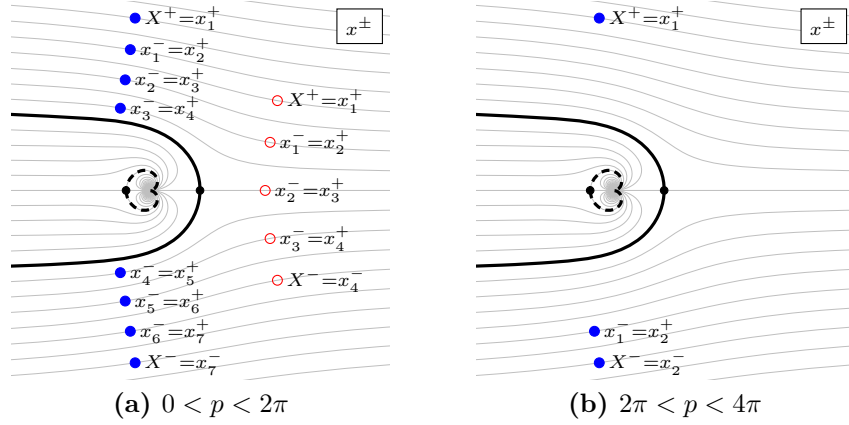 X⁺=x₁⁺
x₁⁻=x₂⁺
x₂⁻=x₃⁺
x₃⁻=x₄⁺
x₄⁻=x₅⁺
x₅⁻=x₆⁺
x₆⁻=x₇⁺
X⁻=x₇⁻
x^±
X⁺=x₁⁺
x₁⁻=x₂⁺
x₂⁻=x₃⁺
x₃⁻=x₄⁺
X⁻=x₄⁻
(a) 0 < p < 2π
X⁺=x₁⁺
x^±
x₁⁻=x₂⁺
X⁻=x₂⁻
(b) 2π < p < 4π